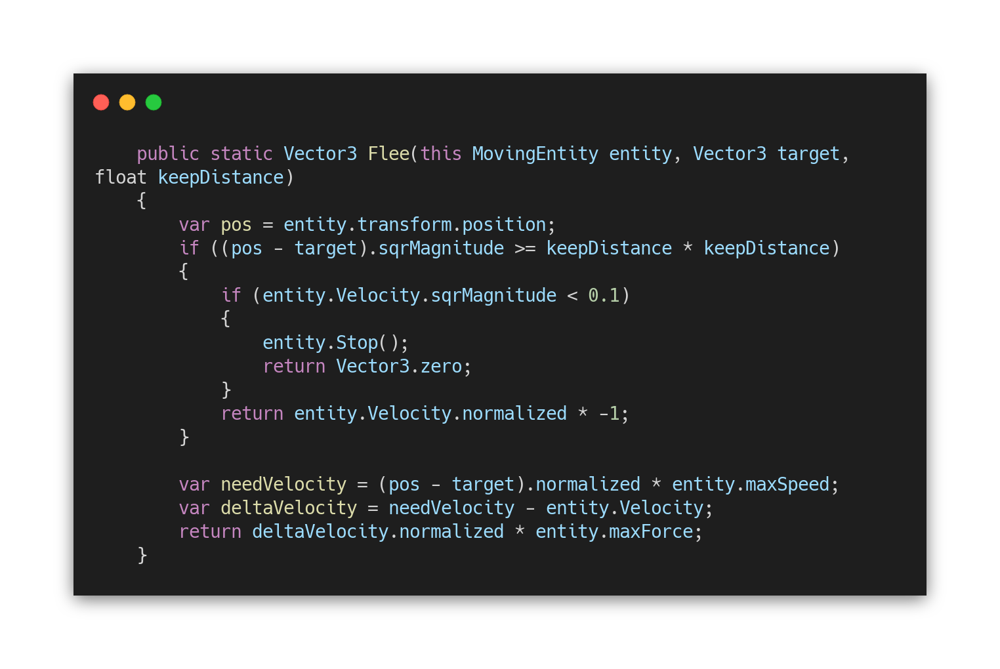 public static Vector3 Flee(this MovingEntity entity, Vector3 target,
float keepDistance)
    {
        var pos = entity.transform.position;
        if ((pos - target).sqrMagnitude >= keepDistance * keepDistance)
        {
            if (entity.Velocity.sqrMagnitude < 0.1)
            {
                entity.Stop();
                return Vector3.zero;
            }
            return entity.Velocity.normalized * -1;
        }

        var needVelocity = (pos - target).normalized * entity.maxSpeed;
        var deltaVelocity = needVelocity - entity.Velocity;
        return deltaVelocity.normalized * entity.maxForce;
    }